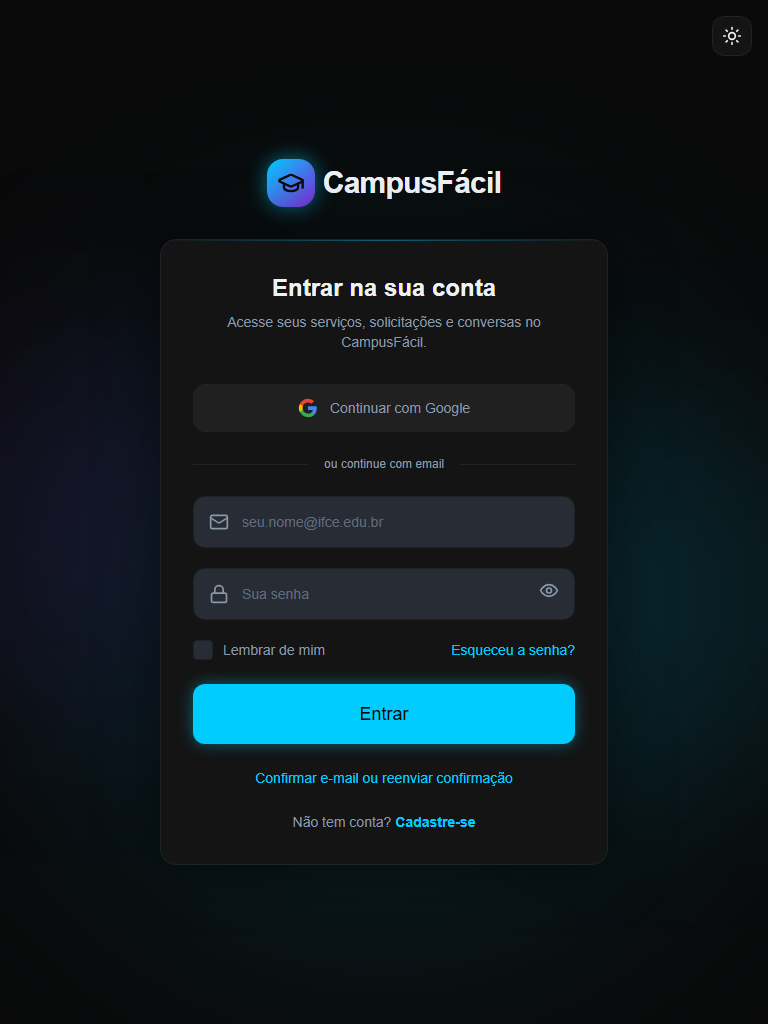 CampusFácil
Entrar na sua conta
Acesse seus serviços, solicitações e conversas no
CampusFácil.
Continuar com Google
ou continue com email
seu.nome@ifce.edu.br
Sua senha
Lembrar de mim
Esqueceu a senha?
Entrar
Confirmar e-mail ou reenviar confirmação
Não tem conta? Cadastre-se